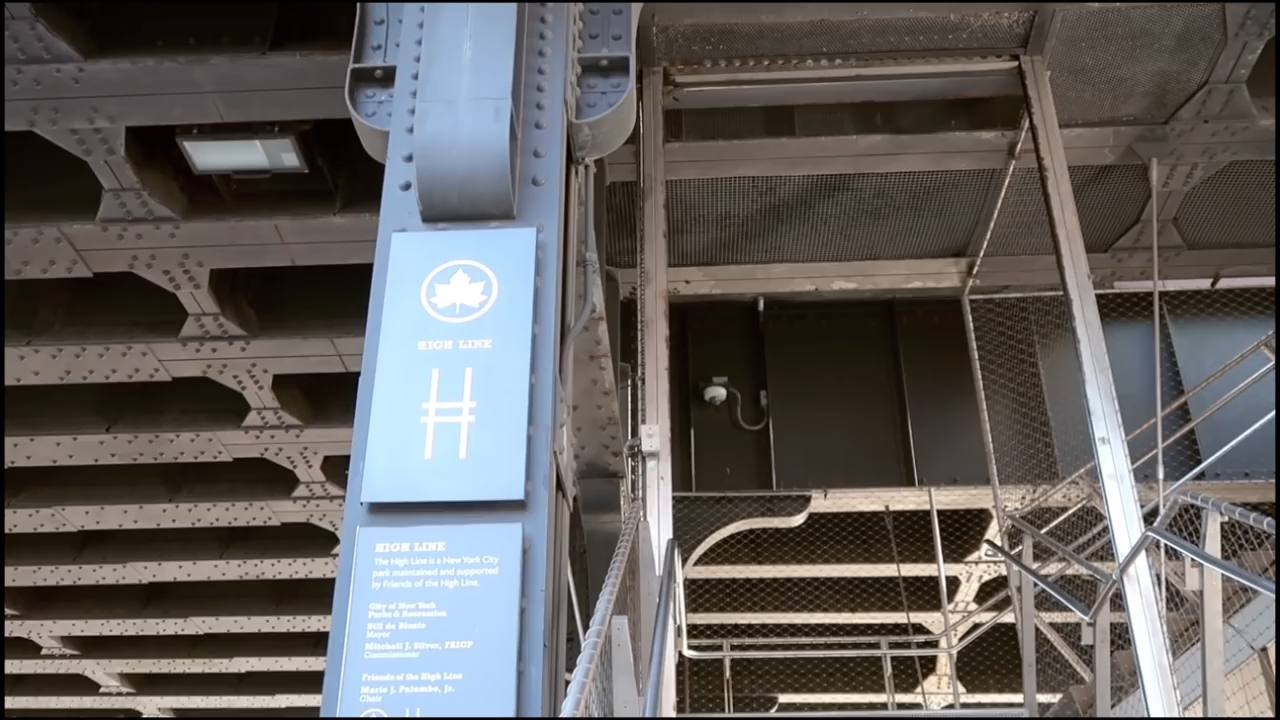 HIGH LINE
H
HIGH LINE
The High Line is a New York City
park maintained and supported
by Friends of the High Line.
City of New York
Parks & Recreation
Bill de Blasio
Mayor
Mitchell J. Silver, FAICP
Commissioner
Friends of the High Line
Mario J. Palumbo, Jr.
Chair